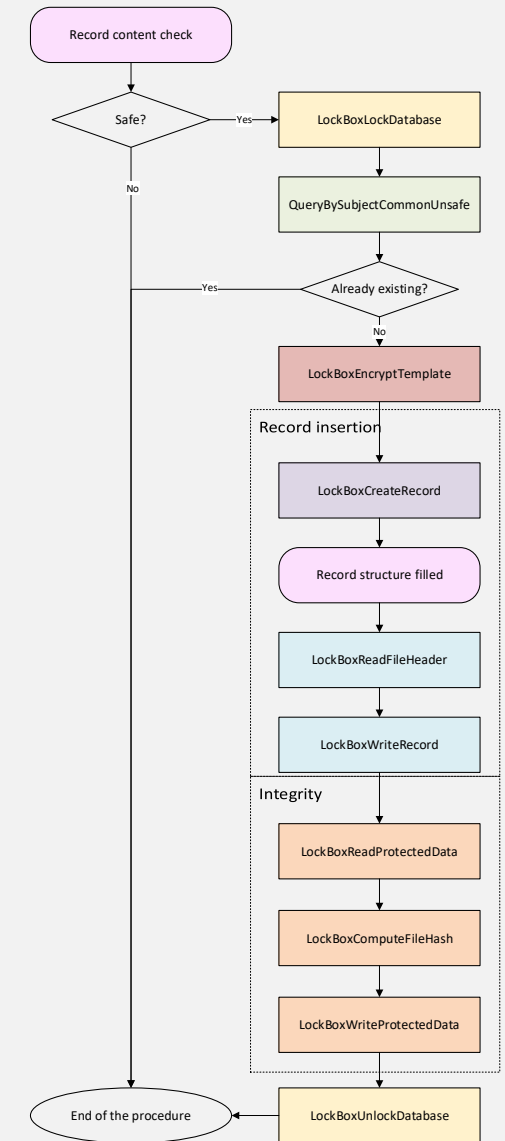 Record content check
Safe?
Yes
LockBoxLockDatabase
No
QueryBySubjectCommonUnsafe
Already existing?
Yes
No
LockBoxEncryptTemplate
Record insertion
LockBoxCreateRecord
Record structure filled
LockBoxReadFileHeader
LockBoxWriteRecord
Integrity
LockBoxReadProtectedData
LockBoxComputeFileHash
LockBoxWriteProtectedData
End of the procedure
LockBoxUnlockDatabase